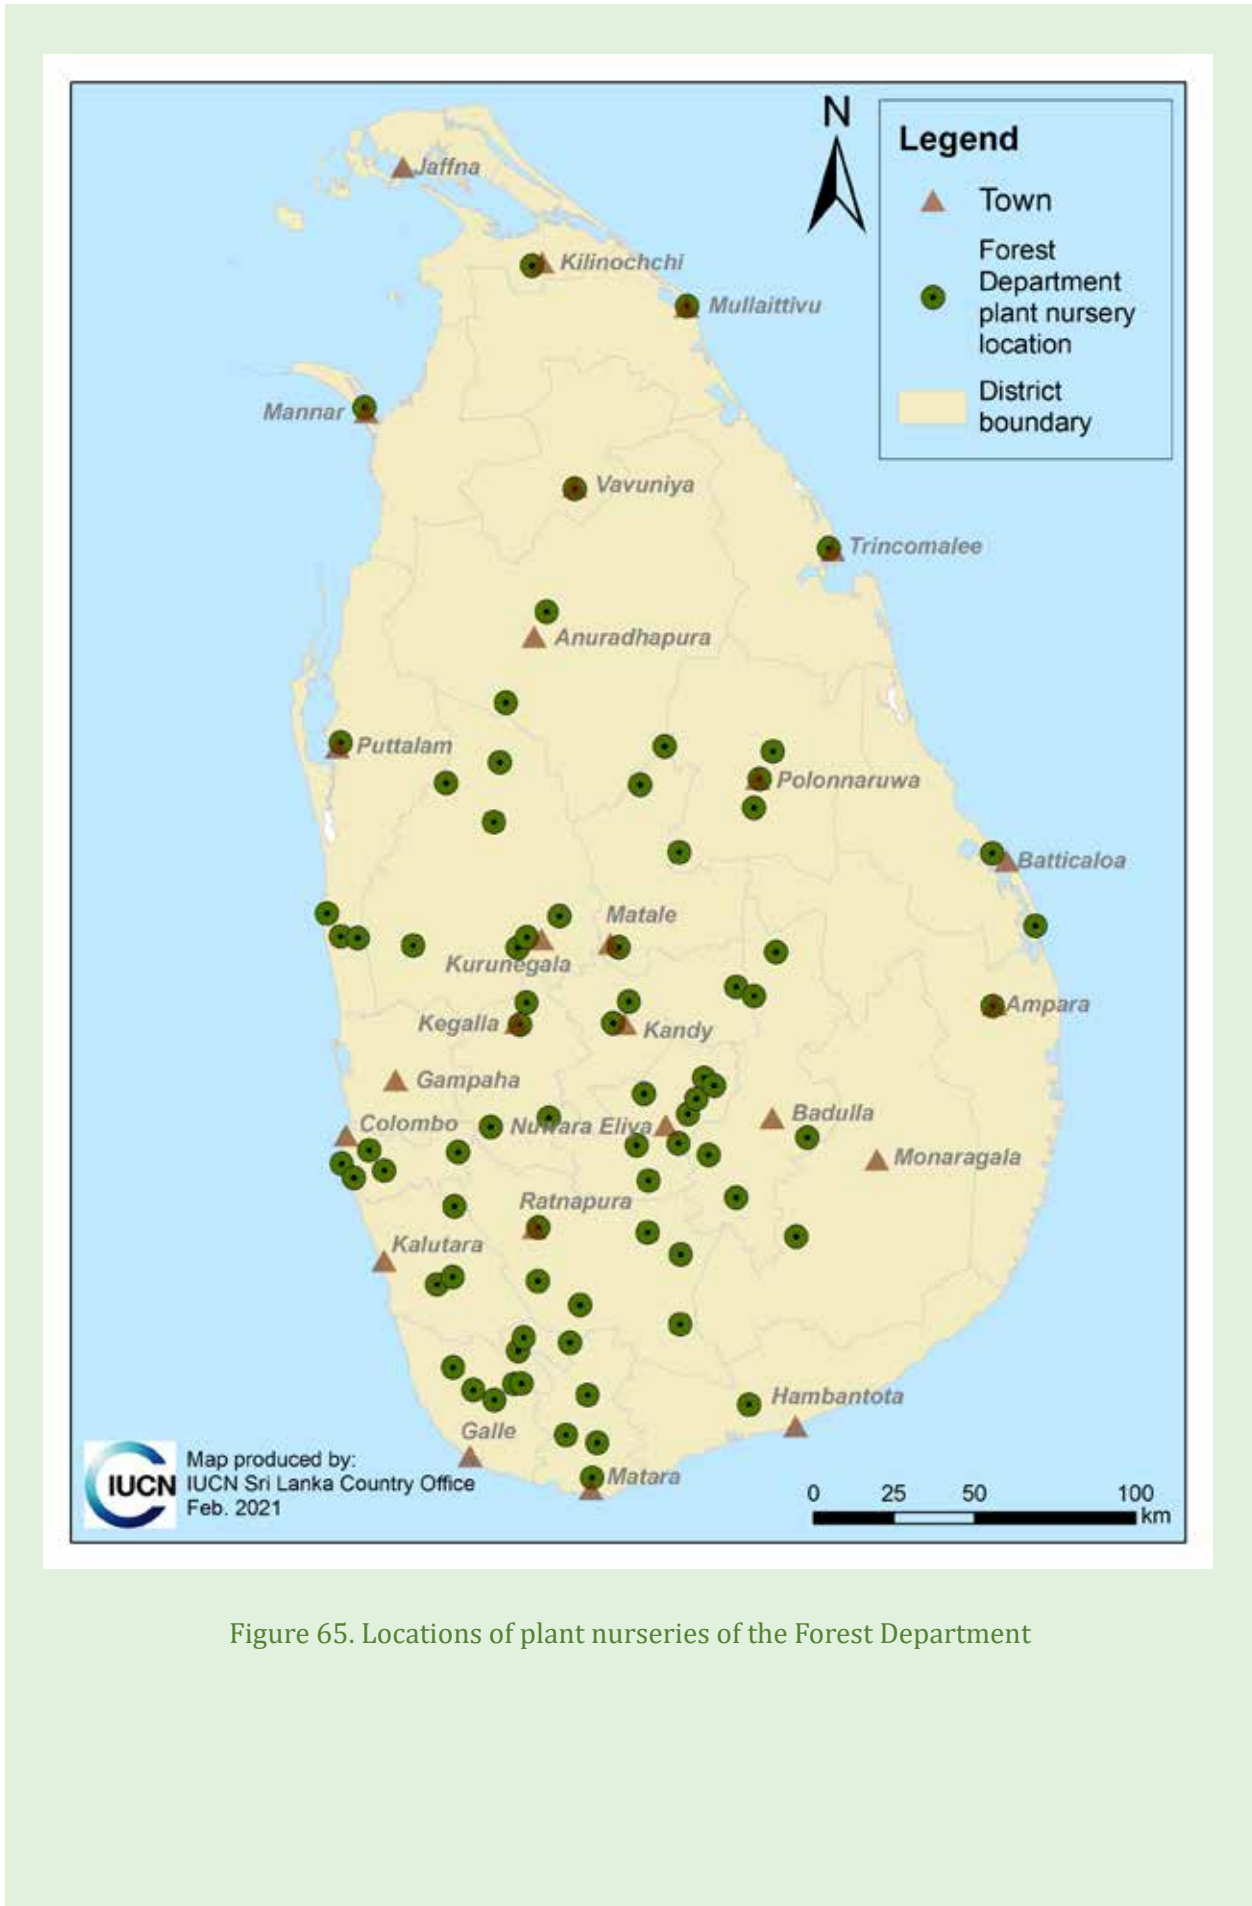 N
Legend
Town
Forest
Department
plant nursery
location
District
boundary
Jaffna
Kilinochchi
Mullaittivu
Mannar
Vavuniya
Trincomalee
Anuradhapura
Puttalam
Polonnaruwa
Batticaloa
Matale
Kurunegala
Ampara
Kegalla
Kandy
Gampaha
Colombo
Nuwara Eliya
Badulla
Monaragala
Ratnapura
Kalutara
Hambantota
Galle
Matara
IUCN
Map produced by:
IUCN Sri Lanka Country Office
Feb. 2021
0 25 50 100
km
Figure 65. Locations of plant nurseries of the Forest Department